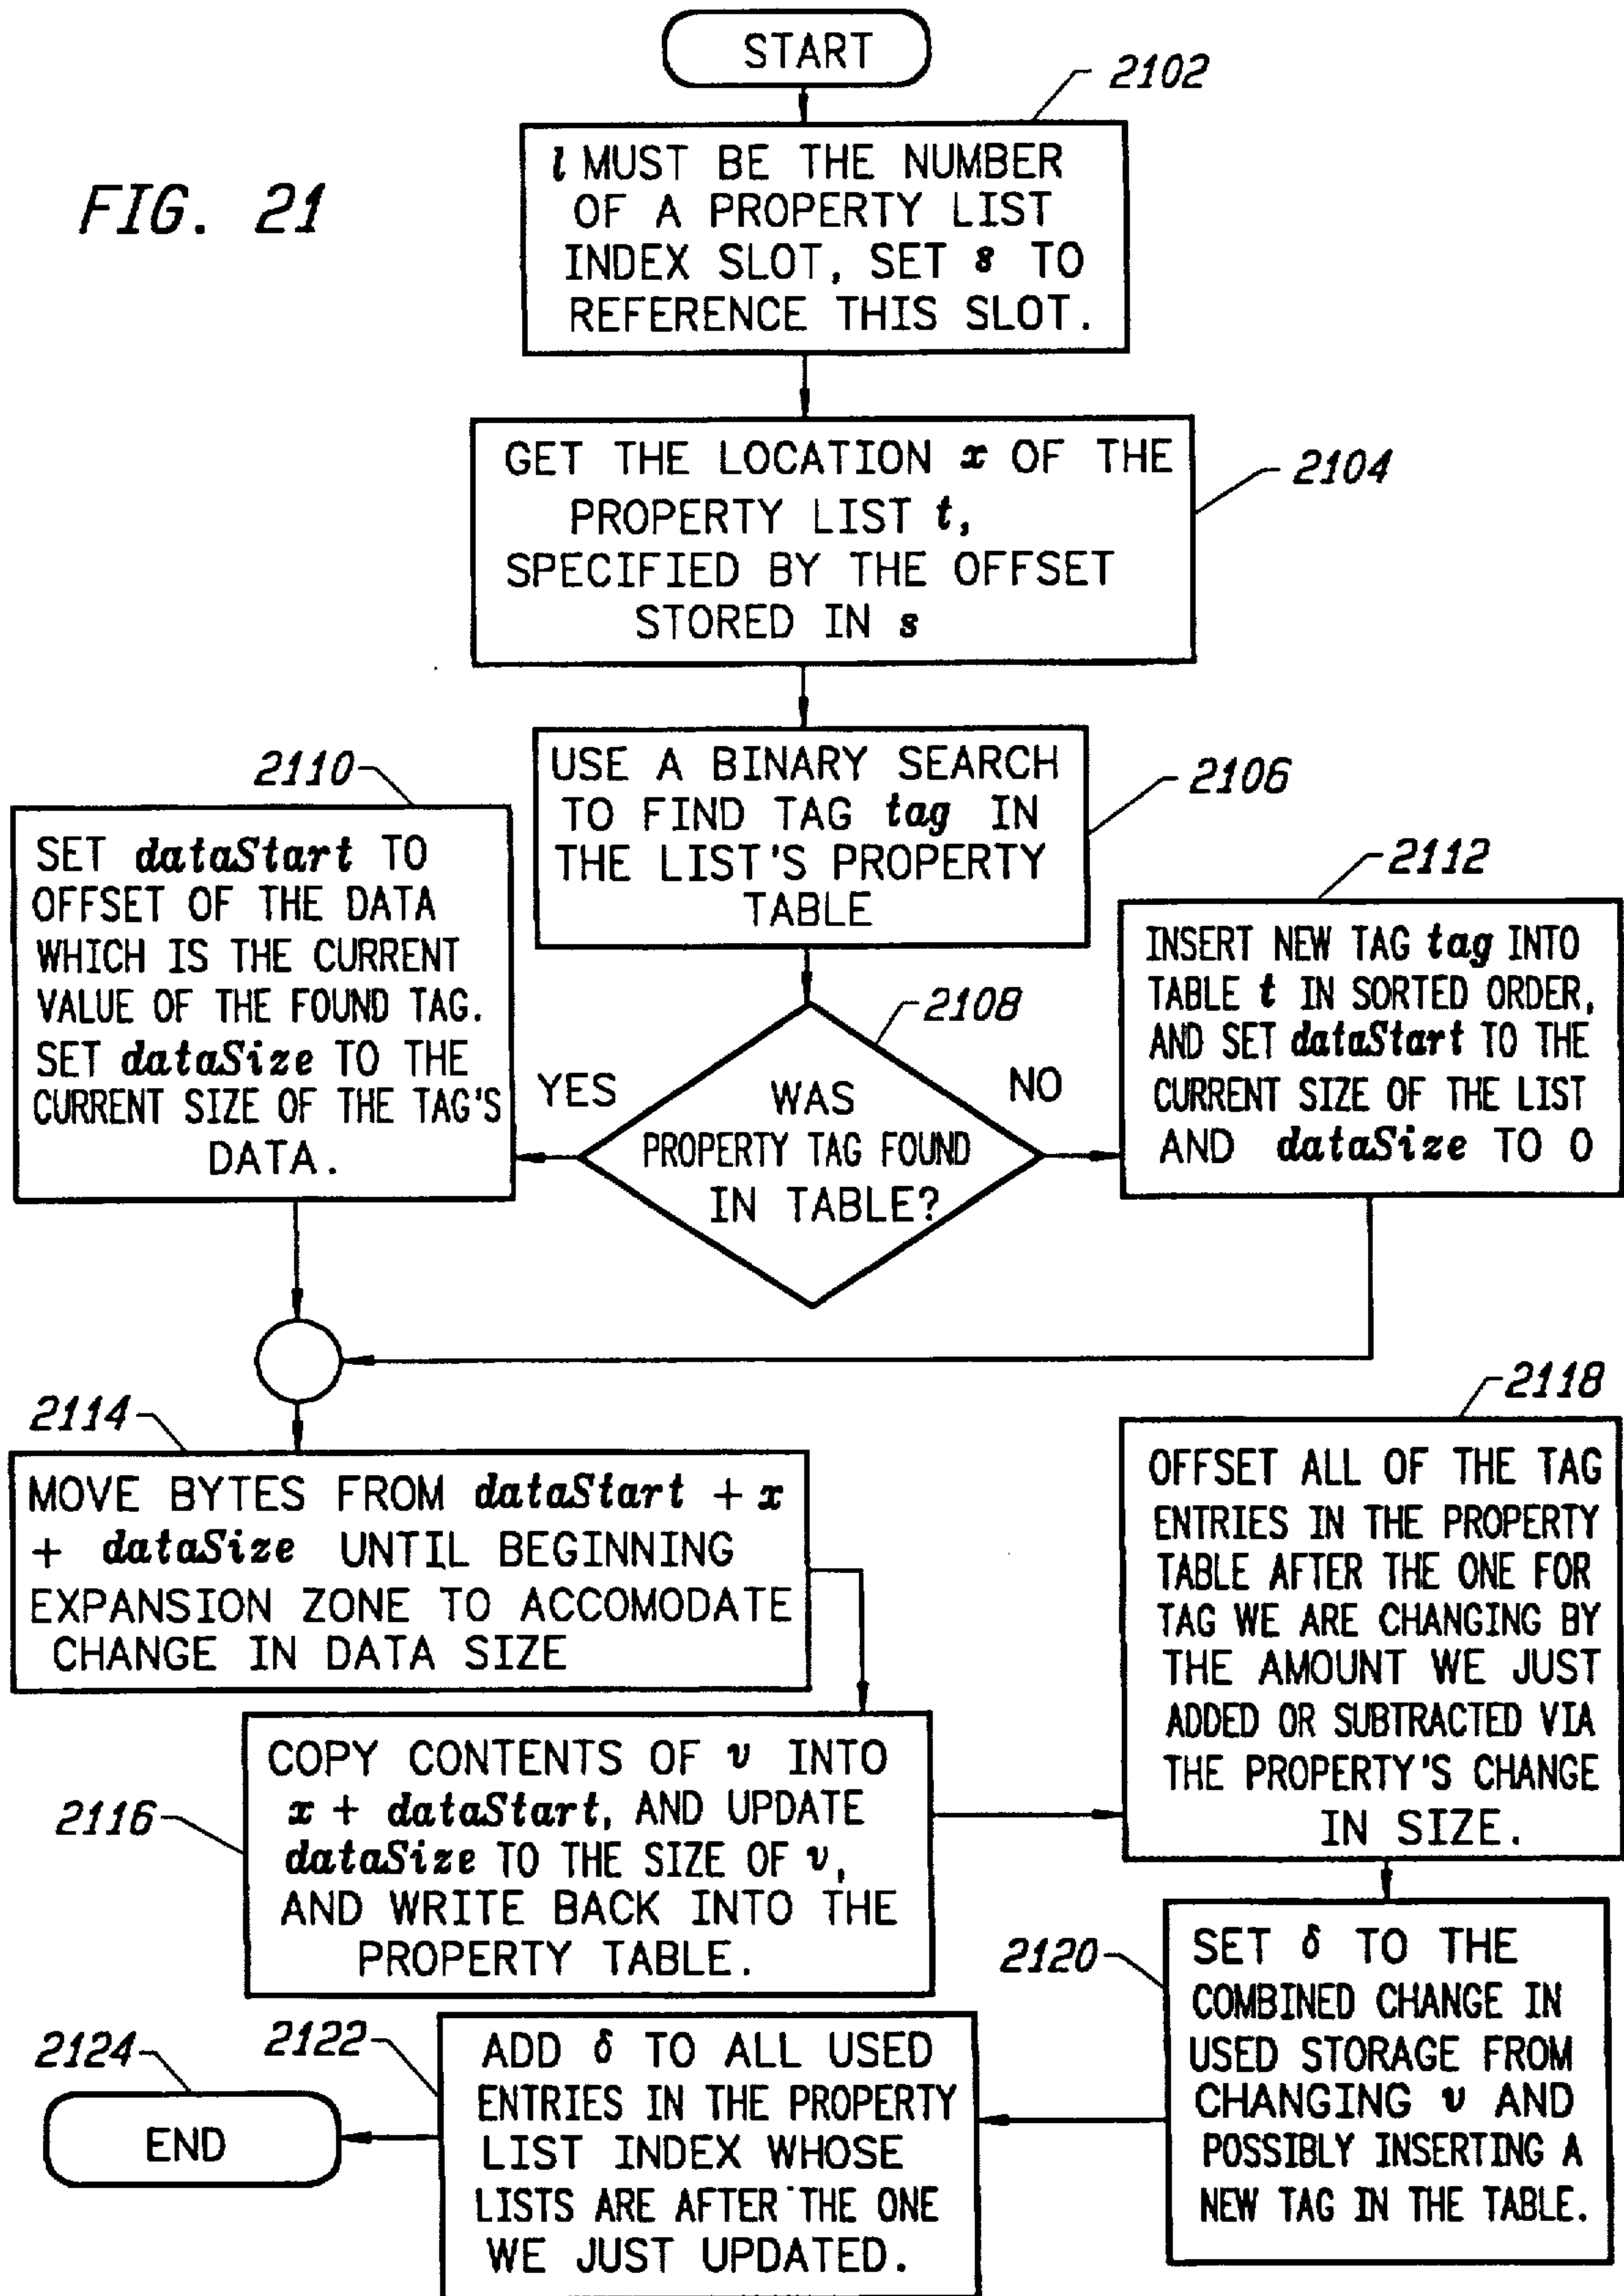 START
2102
l MUST BE THE NUMBER
OF A PROPERTY LIST
INDEX SLOT, SET s TO
REFERENCE THIS SLOT.
FIG. 21
GET THE LOCATION x OF THE
PROPERTY LIST t,
SPECIFIED BY THE OFFSET
STORED IN s
2104
USE A BINARY SEARCH
TO FIND TAG tag IN
THE LIST'S PROPERTY
TABLE
2106
2110
SET dataStart TO
OFFSET OF THE DATA
WHICH IS THE CURRENT
VALUE OF THE FOUND TAG.
SET dataSize TO THE
CURRENT SIZE OF THE TAG'S
DATA.
2108
YES
WAS
PROPERTY TAG FOUND
IN TABLE?
NO
2112
INSERT NEW TAG tag INTO
TABLE t IN SORTED ORDER,
AND SET dataStart TO THE
CURRENT SIZE OF THE LIST
AND dataSize TO 0
2114
MOVE BYTES FROM dataStart + x
+ dataSize UNTIL BEGINNING
EXPANSION ZONE TO ACCOMODATE
CHANGE IN DATA SIZE
2116
COPY CONTENTS OF v INTO
x + dataStart, AND UPDATE
dataSize TO THE SIZE OF v,
AND WRITE BACK INTO THE
PROPERTY TABLE.
2118
OFFSET ALL OF THE TAG
ENTRIES IN THE PROPERTY
TABLE AFTER THE ONE FOR
TAG WE ARE CHANGING BY
THE AMOUNT WE JUST
ADDED OR SUBTRACTED VIA
THE PROPERTY'S CHANGE
IN SIZE.
2120
SET δ TO THE
COMBINED CHANGE IN
USED STORAGE FROM
CHANGING v AND
POSSIBLY INSERTING A
NEW TAG IN THE TABLE.
2122
ADD δ TO ALL USED
ENTRIES IN THE PROPERTY
LIST INDEX WHOSE
LISTS ARE AFTER THE ONE
WE JUST UPDATED.
2124
END